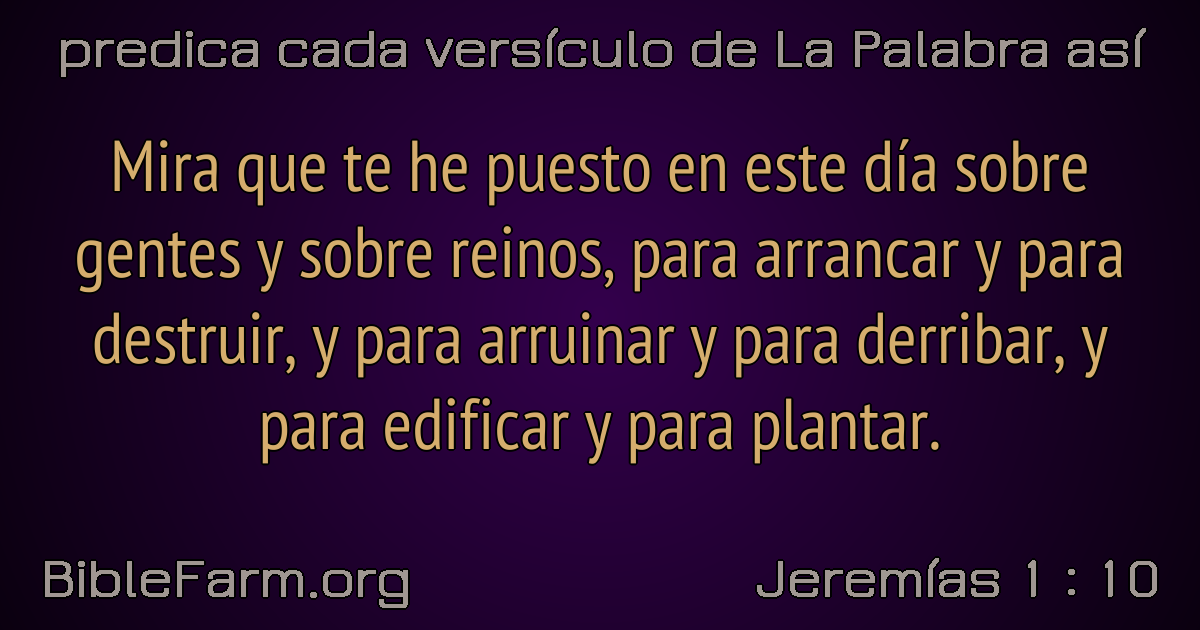 predica cada versículo de La Palabra así
Mira que te he puesto en este día sobre
gentes y sobre reinos, para arrancar y para
destruir, y para arruinar y para derribar, y
para edificar y para plantar.
BibleFarm.org
Jeremías 1 : 10